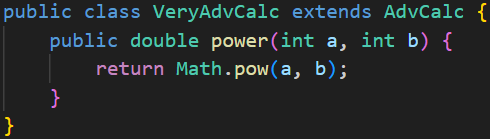 public class VeryAdvCalc extends AdvCalc {
    public double power(int a, int b) {
        return Math.pow(a, b);
    }
}